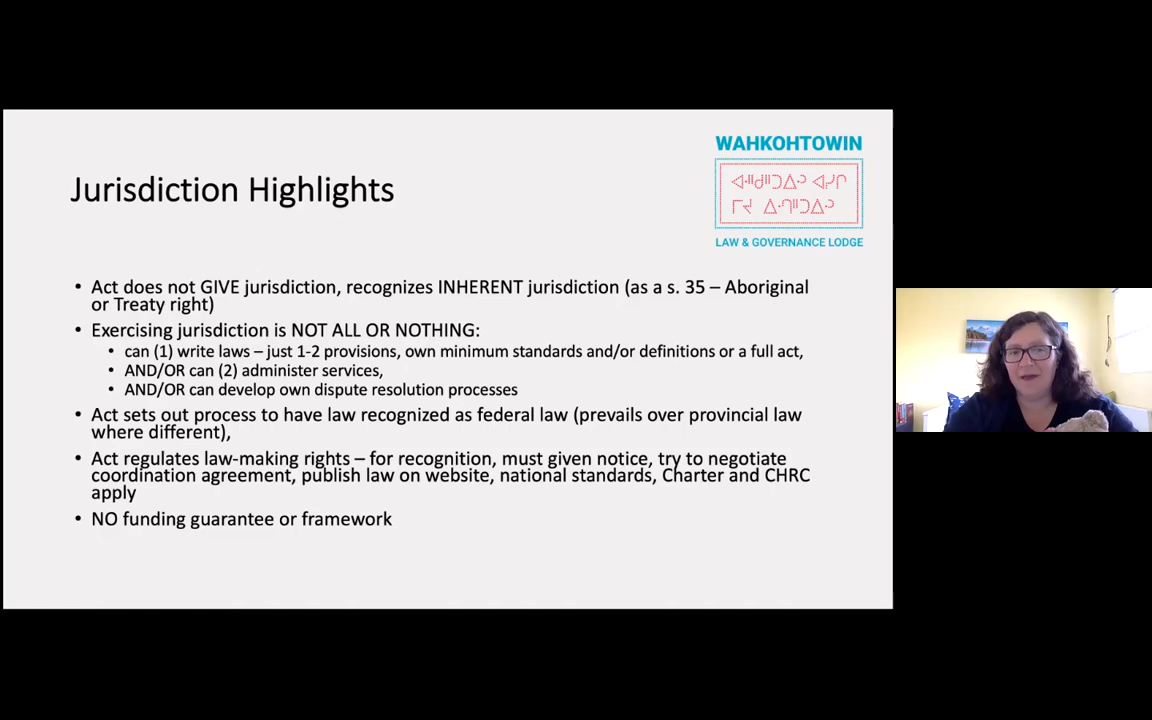 WAHKOHTOWIN
Jurisdiction Highlights
ᐊᐧᐦᑰᐦᑐᐃᐧᐣ ᐊᓯᒋ
ᒥᔪ ᐃᐧᒉᐦᑐᐃᐧᐣ
LAW & GOVERNANCE LODGE
• Act does not GIVE jurisdiction, recognizes INHERENT jurisdiction (as a s. 35 – Aboriginal
or Treaty right)
• Exercising jurisdiction is NOT ALL OR NOTHING:
• can (1) write laws – just 1-2 provisions, own minimum standards and/or definitions or a full act,
• AND/OR can (2) administer services,
• AND/OR can develop own dispute resolution processes
• Act sets out process to have law recognized as federal law (prevails over provincial law
where different),
• Act regulates law-making rights – for recognition, must given notice, try to negotiate
coordination agreement, publish law on website, national standards, Charter and CHRC
apply
• NO funding guarantee or framework